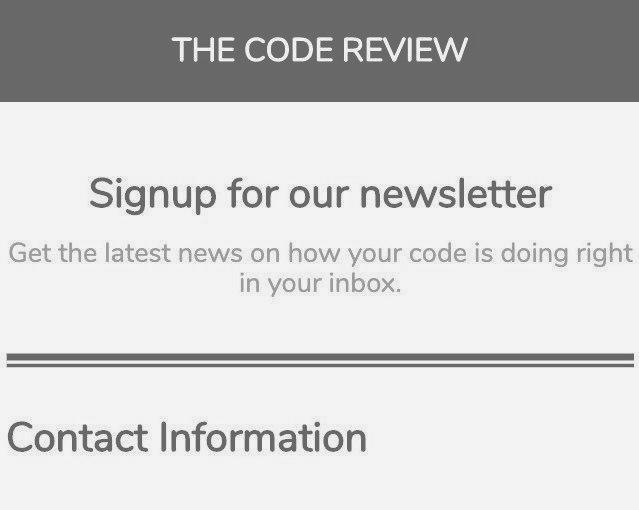 THE CODE REVIEW
Signup for our newsletter
Get the latest news on how your code is doing right
in your inbox.
Contact Information